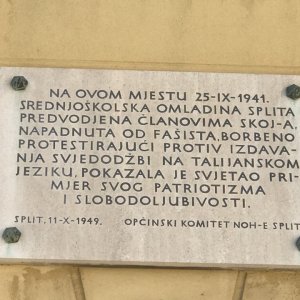 NA OVOM MJESTU 25-IX-1941.
SREDNJOŠKOLSKA OMLADINA SPLITA
PREDVODJENA ČLANOVIMA SKOJ-A,
NAPADNUTA OD FAŠISTA, BORBENO
PROTESTIRAJUĆI PROTIV IZDAVA-
NJA SVJEDODŽBI NA TALIJANSKOM
JEZIKU, POKAZALA JE SVJETAO PRI-
MJER SVOG PATRIOTIZMA
I SLOBODOLJUBIVOSTI.
SPLIT, 11-X-1949. OPĆINSKI KOMITET NOH-E SPLIT